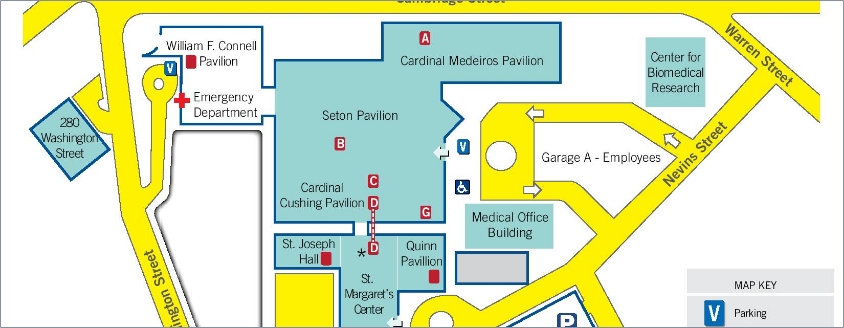 Cambridge Street
William F. Connell
Pavilion
V
Emergency
Department
A
Cardinal Medeiros Pavilion
Center for
Biomedical
Research
Warren Street
280
Washington
Street
Seton Pavilion
B
V
Garage A - Employees
Nevins Street
C
Cardinal
Cushing Pavilion
D
G
Medical Office
Building
St. Joseph
Hall
*
D
Quinn
Pavillion
St.
Margaret's
Center
ington Street
P
MAP KEY
V
Parking